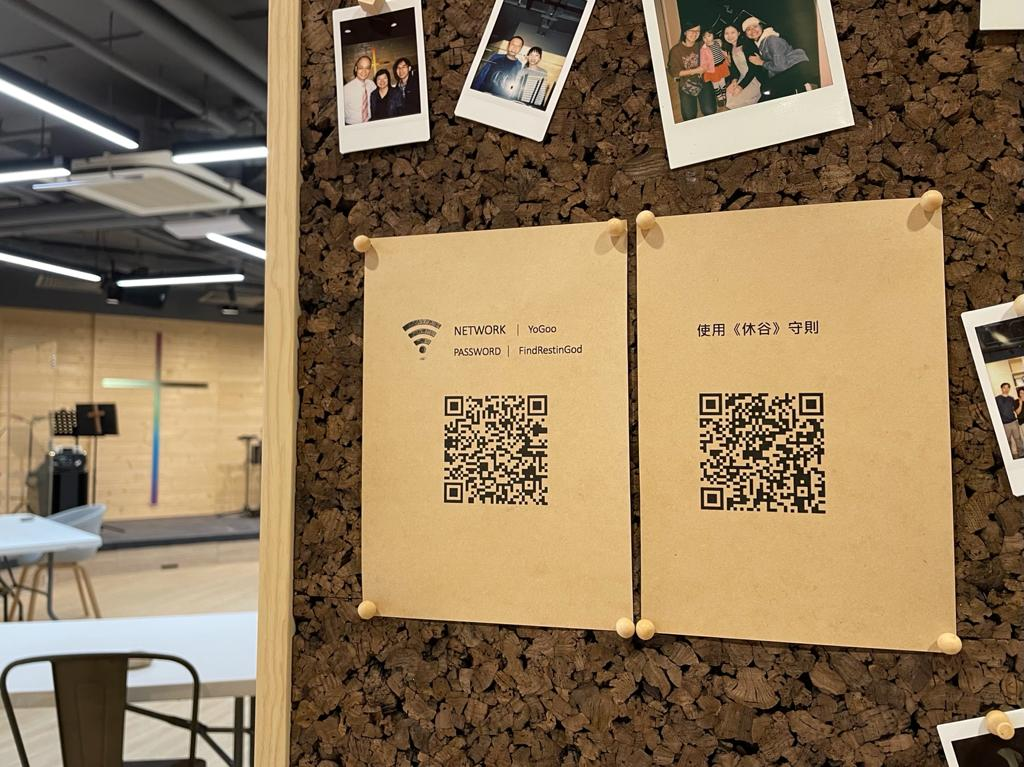 NETWORK | YoGoo
PASSWORD | FindRestinGod
使用《休谷》守則